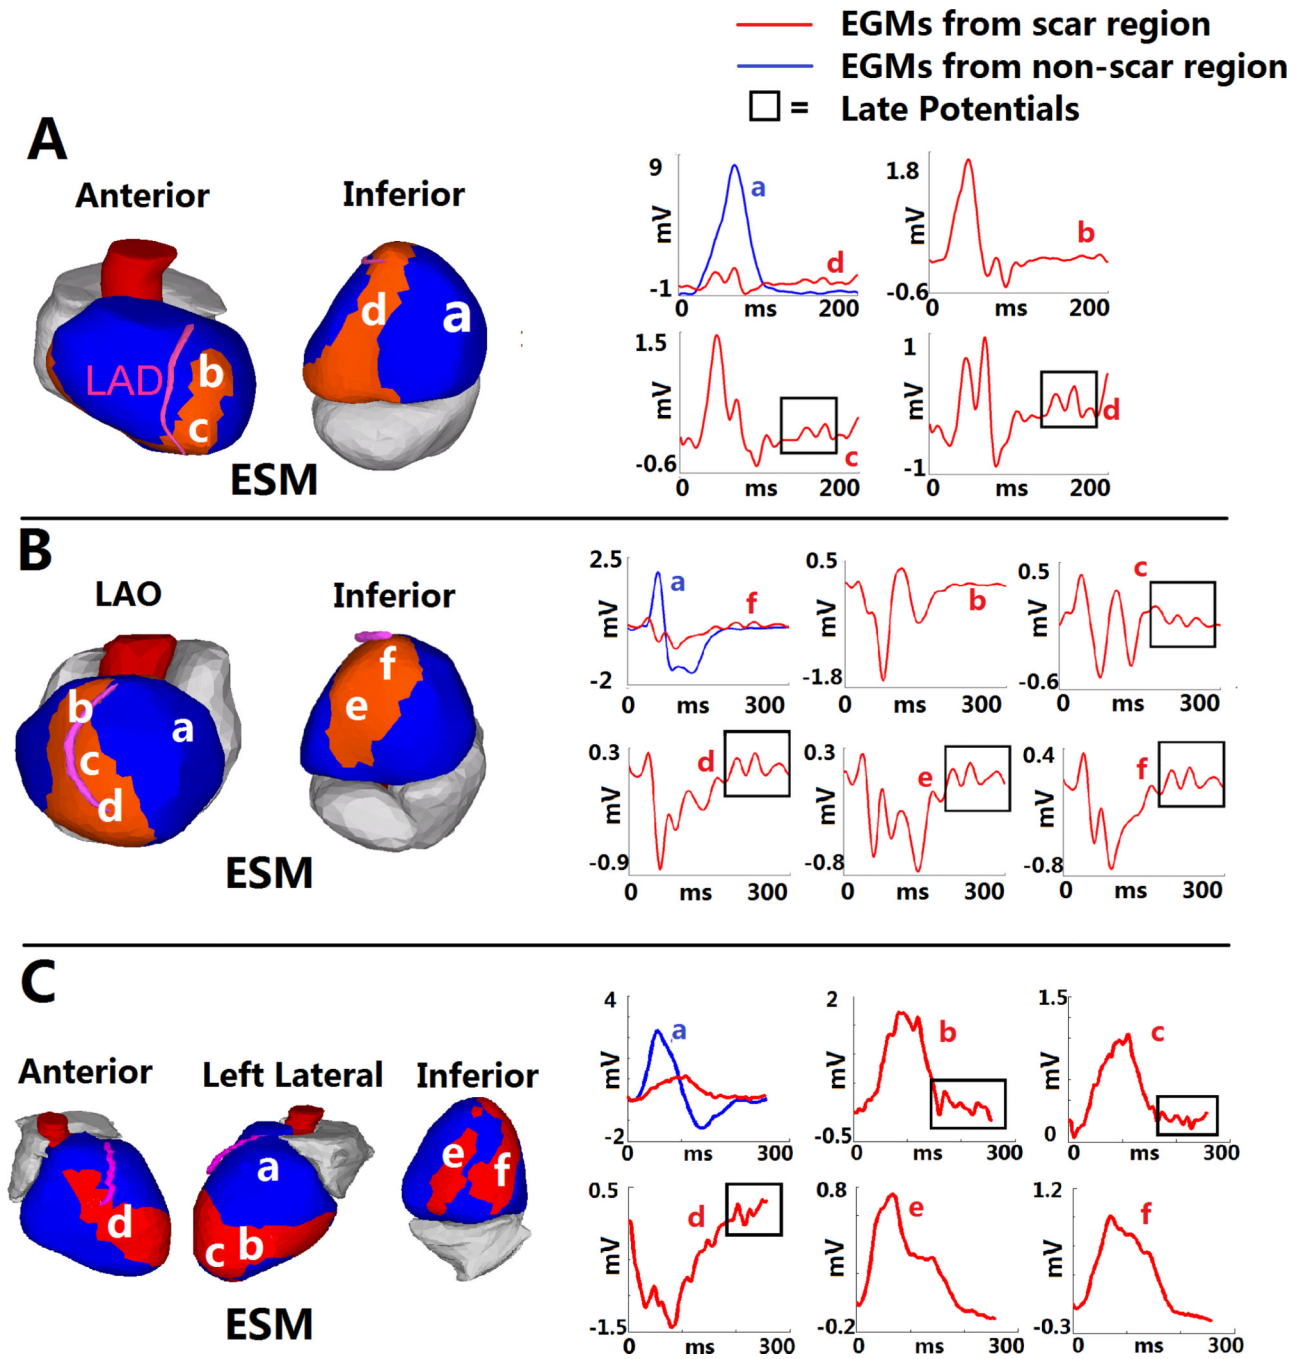 EGMs from scar region
EGMs from non-scar region
= Late Potentials
A
Anterior
Inferior
LAD
b
c
d
a
ESM
9
mV
-1
0
ms
200
a
d
1.8
mV
-0.6
0
ms
200
b
1.5
mV
-0.6
0
ms
200
c
1
mV
-1
0
ms
200
d
B
LAO
Inferior
b
a
c
d
f
e
ESM
2.5
mV
-2
0
ms
300
a
f
0.5
mV
-1.8
0
ms
300
b
0.5
mV
-0.6
0
ms
300
c
0.3
mV
-0.9
0
ms
300
d
0.3
mV
-0.8
0
ms
300
e
0.4
mV
-0.8
0
ms
300
f
C
Anterior
Left Lateral
Inferior
d
a
c
b
e
f
ESM
4
mV
-2
0
ms
300
a
2
mV
-0.5
0
ms
300
b
1.5
mV
0
0
ms
300
c
0.5
mV
-1.5
0
ms
300
d
0.8
mV
-0.2
0
ms
300
e
1.2
mV
-0.3
0
ms
300
f